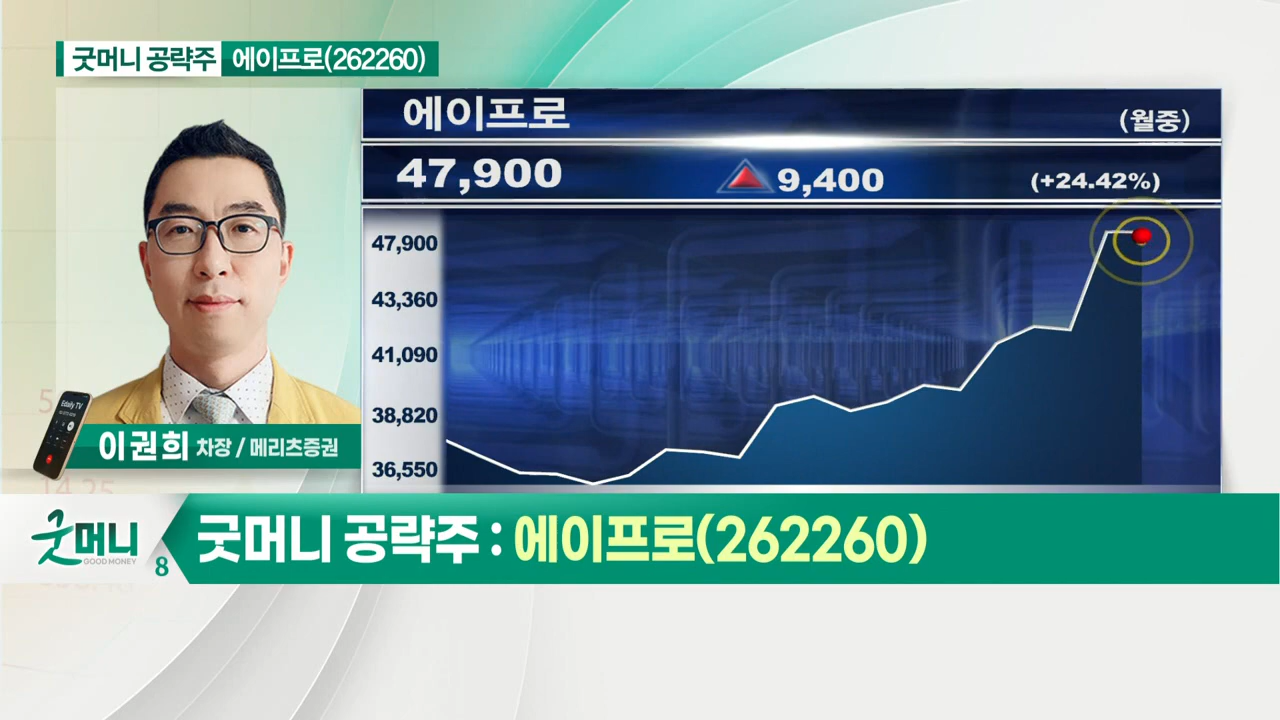 굿머니 공략주 에이프로(262260)
에이프로 (월중)
47,900 ▲ 9,400 (+24.42%)
47,900
43,360
41,090
38,820
36,550
Edaily TV
이권희 차장 / 메리츠증권
14.25
굿머니
GOOD MONEY
8
굿머니 공략주 : 에이프로(262260)